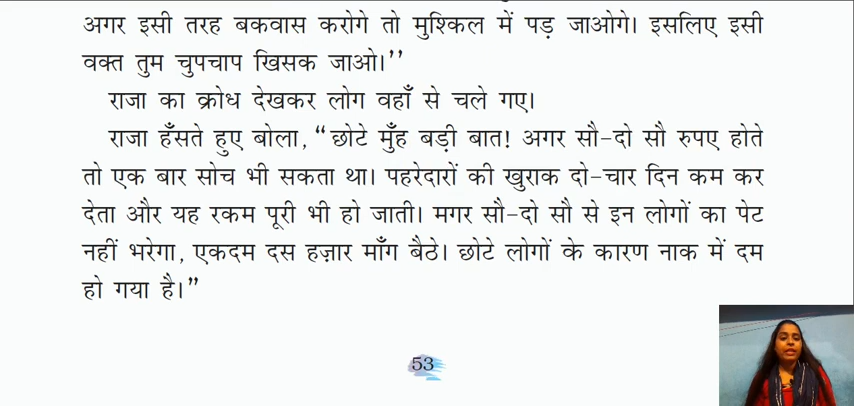 अगर इसी तरह बकवास करोगे तो मुश्किल में पड़ जाओगे। इसलिए इसी
वक्त तुम चुपचाप खिसक जाओ।’’
राजा का क्रोध देखकर लोग वहाँ से चले गए।
राजा हँसते हुए बोला, “छोटे मुँह बड़ी बात! अगर सौ-दो सौ रुपए होते
तो एक बार सोच भी सकता था। पहरेदारों की खुराक दो-चार दिन कम कर
देता और यह रकम पूरी भी हो जाती। मगर सौ-दो सौ से इन लोगों का पेट
नहीं भरेगा, एकदम दस हज़ार माँग बैठे। छोटे लोगों के कारण नाक में दम
हो गया है।”
53